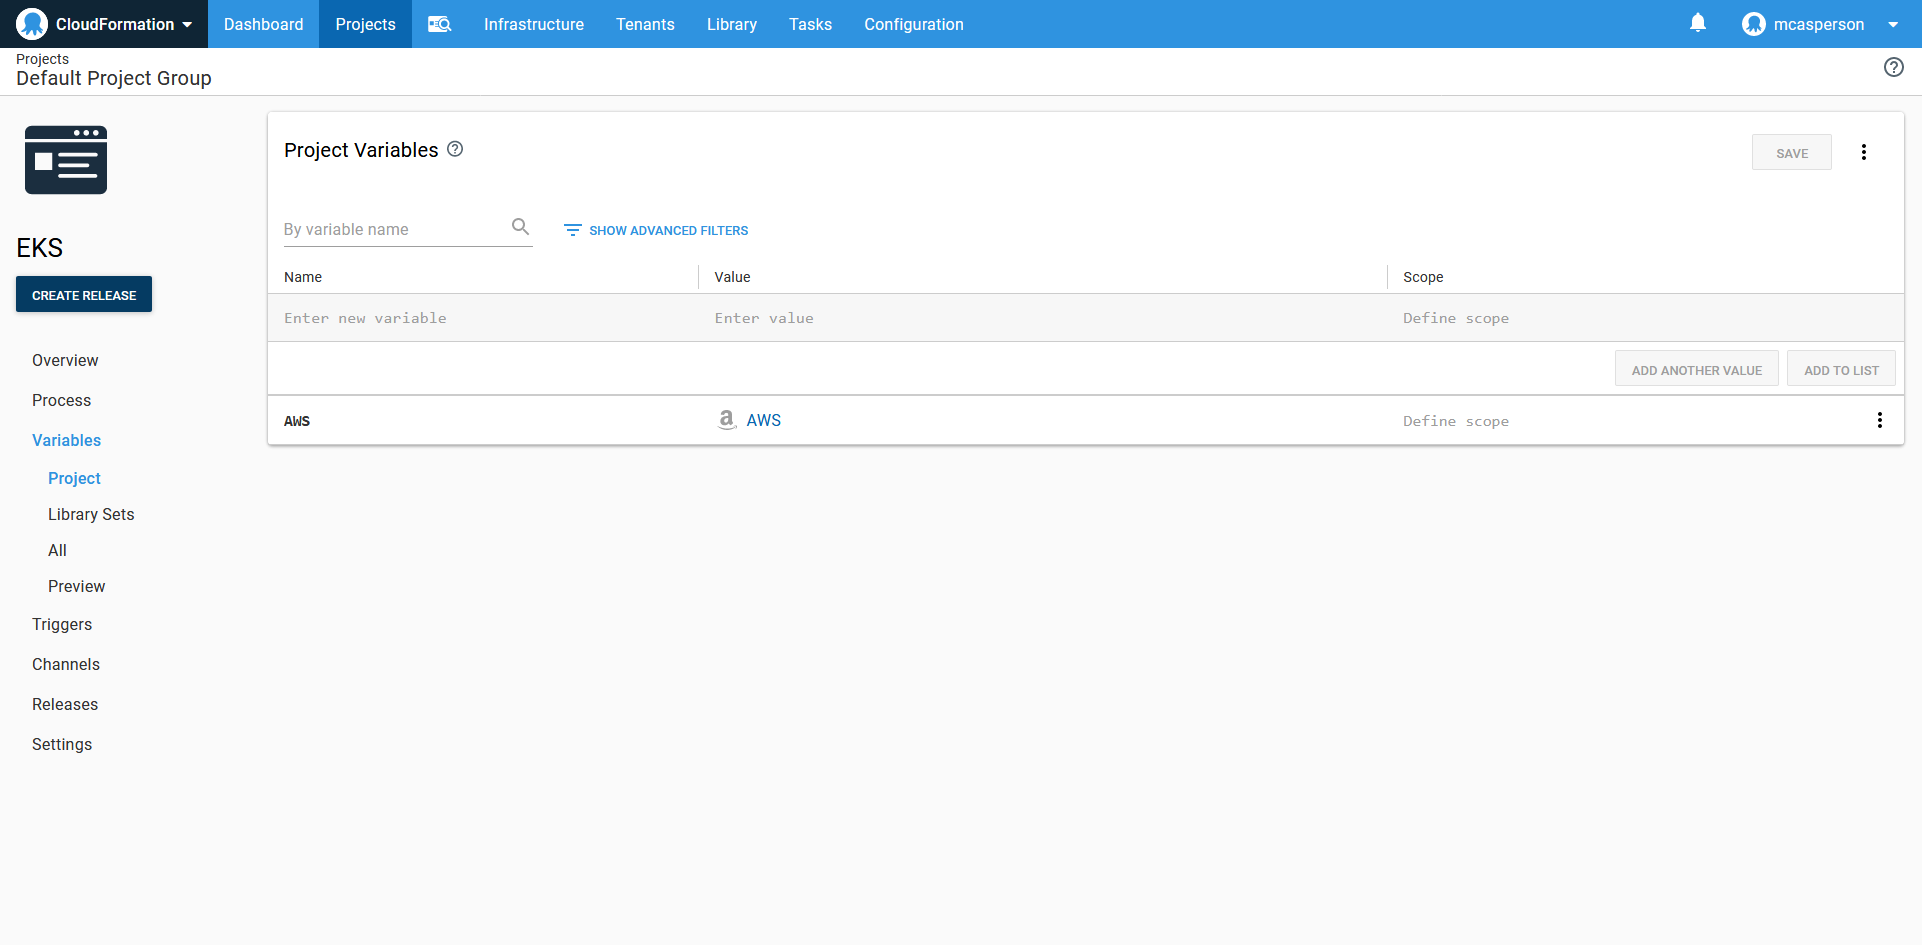 CloudFormation Dashboard Projects Infrastructure Tenants Library Tasks Configuration mcasperson
Projects
Default Project Group
EKS
CREATE RELEASE
Overview
Process
Variables
Project
Library Sets
All
Preview
Triggers
Channels
Releases
Settings
Project Variables
SAVE
By variable name SHOW ADVANCED FILTERS
Name Value Scope
Enter new variable Enter value Define scope
ADD ANOTHER VALUE ADD TO LIST
AWS AWS Define scope